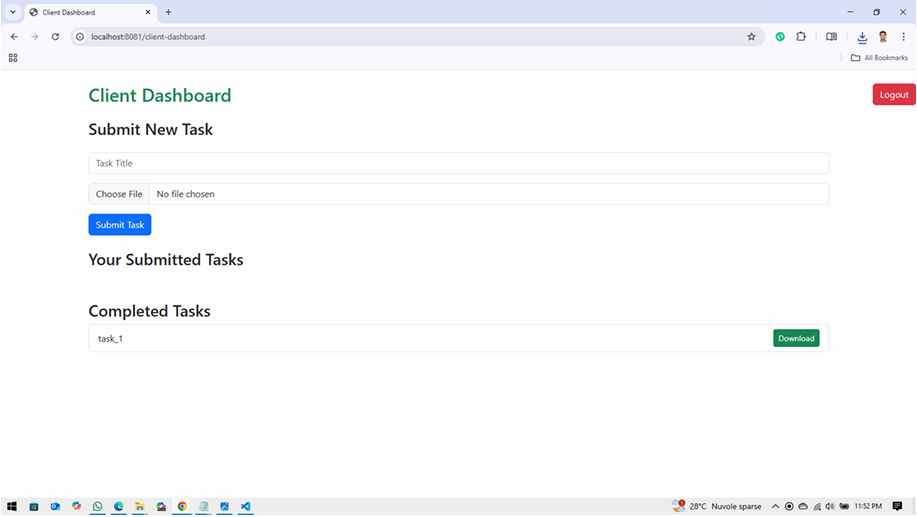 Client Dashboard
localhost:8081/client-dashboard
All Bookmarks
Client Dashboard
Logout
Submit New Task
Task Title
Choose File No file chosen
Submit Task
Your Submitted Tasks
Completed Tasks
task_1 Download
28°C Nuvole sparse 11:52 PM